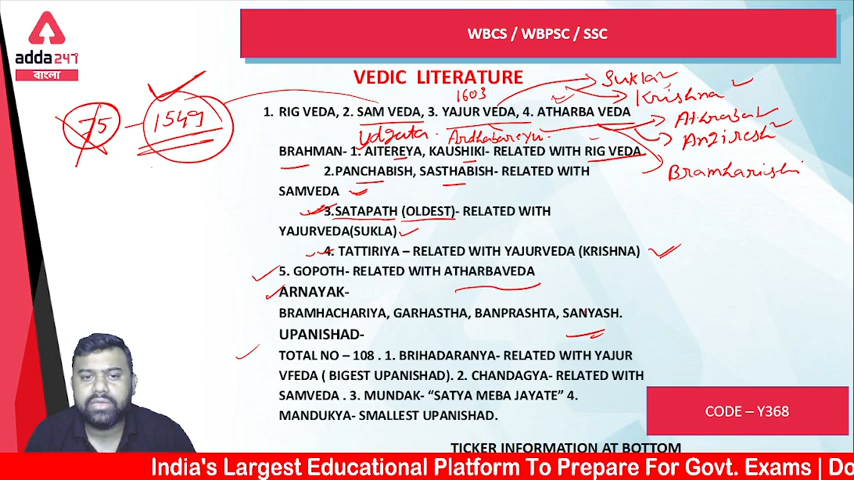 WBCS / WBPSC / SSC
adda247
বাংলা
VEDIC LITERATURE
Sukla
1603
Krishna
75
1549
1. RIG VEDA, 2. SAM VEDA, 3. YAJUR VEDA, 4. ATHARBA VEDA
Udgata
Angiresh
BRAHMAN- 1. AITEREYA, KAUSHIKI- RELATED WITH RIG VEDA
Bramharishi
2.PANCHABISH, SASTHABISH- RELATED WITH
SAMVEDA
3.SATAPATH (OLDEST)- RELATED WITH
YAJURVEDA(SUKLA)
4. TATTIRIYA – RELATED WITH YAJURVEDA (KRISHNA)
5. GOPOTH- RELATED WITH ATHARBAVEDA
ARNAYAK-
BRAMHACHARIYA, GARHASTHA, BANPRASHTA, SANYASH.
UPANISHAD-
TOTAL NO – 108 . 1. BRIHADARANYA- RELATED WITH YAJUR
VFEDA ( BIGEST UPANISHAD). 2. CHANDAGYA- RELATED WITH
SAMVEDA . 3. MUNDAK- “SATYA MEBA JAYATE” 4.
MANDUKYA- SMALLEST UPANISHAD.
CODE – Y368
TICKER INFORMATION AT BOTTOM
India's Largest Educational Platform To Prepare For Govt. Exams | Do